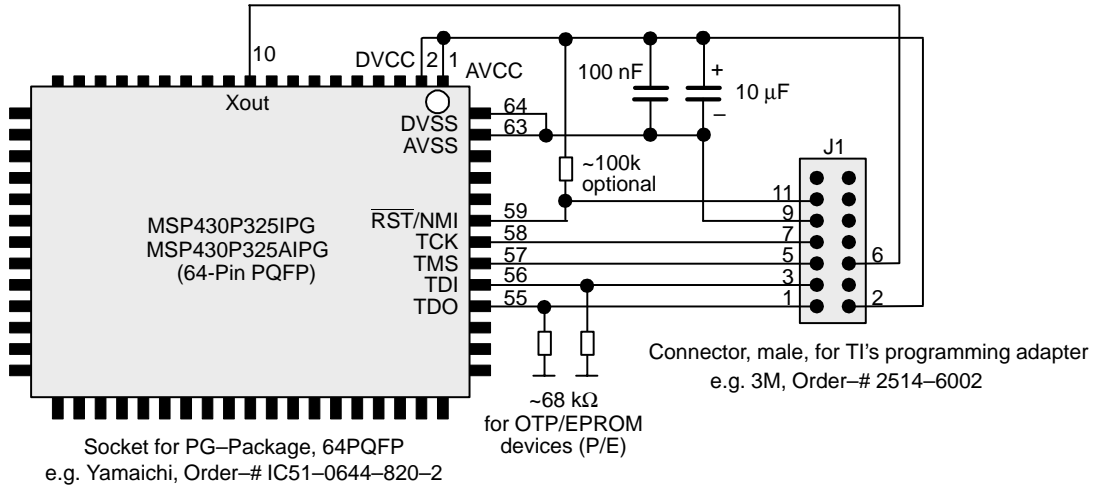 10
DVCC
2
1
AVCC
Xout
64
DVSS
63
AVSS
100 nF
+
10 μF
–
~100k
optional
J1
MSP430P325IPG
MSP430P325AIPG
(64-Pin PQFP)
RST/NMI
59
TCK
58
TMS
57
TDI
56
TDO
55
11
9
7
5
6
3
1
2
~68 kΩ
for OTP/EPROM
devices (P/E)
Connector, male, for TI's programming adapter
e.g. 3M, Order–# 2514–6002
Socket for PG–Package, 64PQFP
e.g. Yamaichi, Order–# IC51–0644–820–2